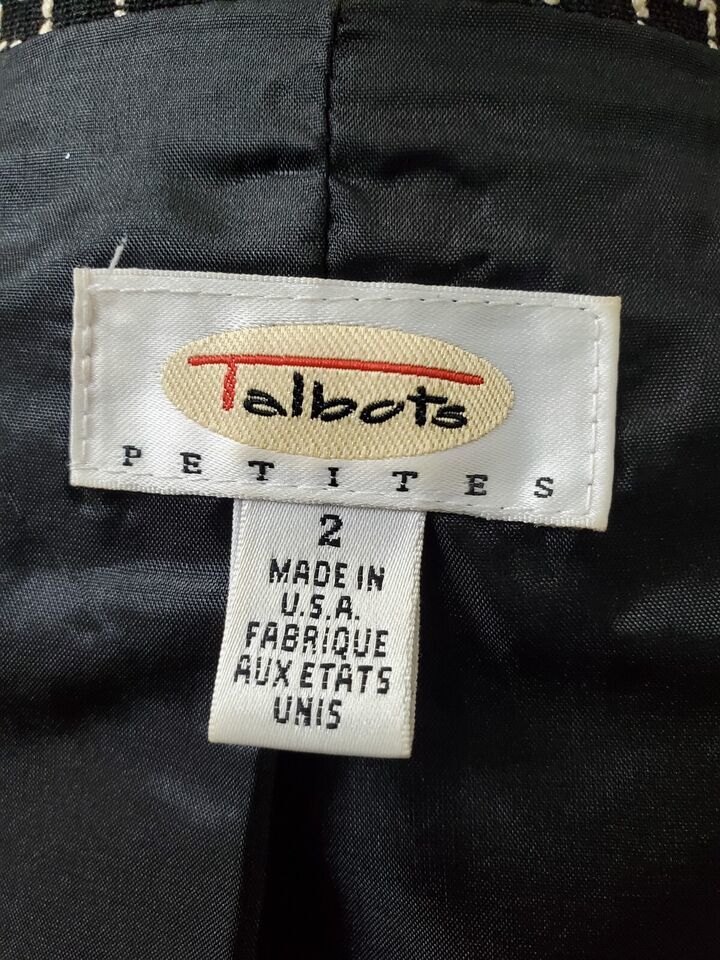 Talbots
PETITES
2
MADE IN
U.S.A.
FABRIQUE
AUX ETATS
UNIS